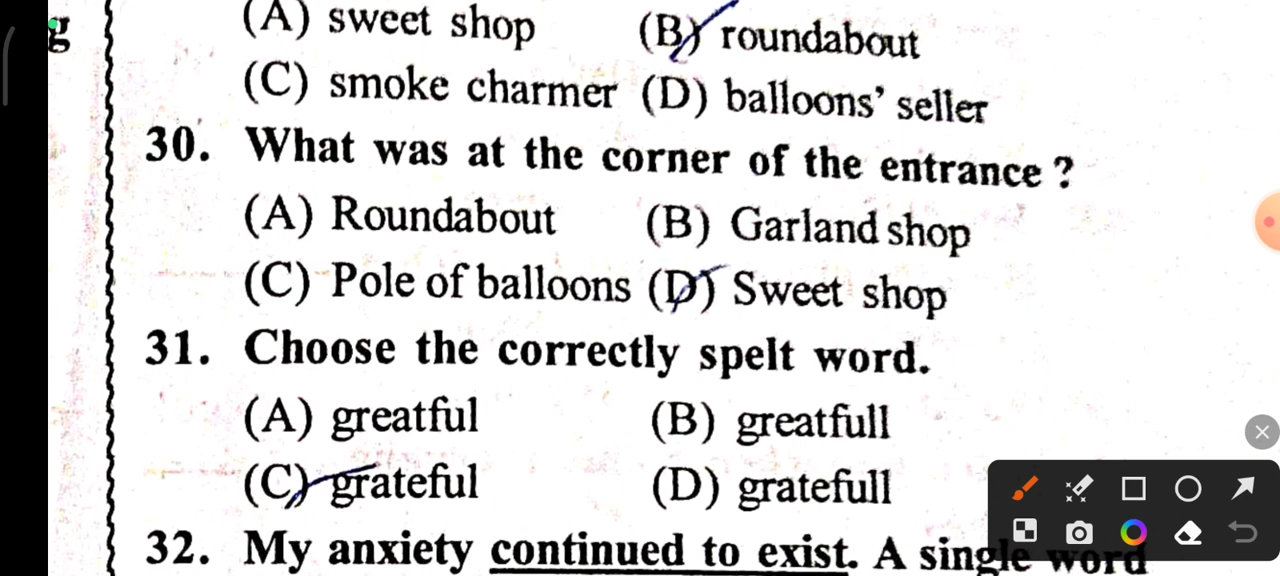 g
(A) sweet shop (B) roundabout
(C) smoke charmer (D) balloons' seller
30. What was at the corner of the entrance ?
(A) Roundabout (B) Garland shop
(C) Pole of balloons (D) Sweet shop
31. Choose the correctly spelt word.
(A) greatful (B) greatfull
(C) grateful (D) gratefull
32. My anxiety continued to exist. A single word